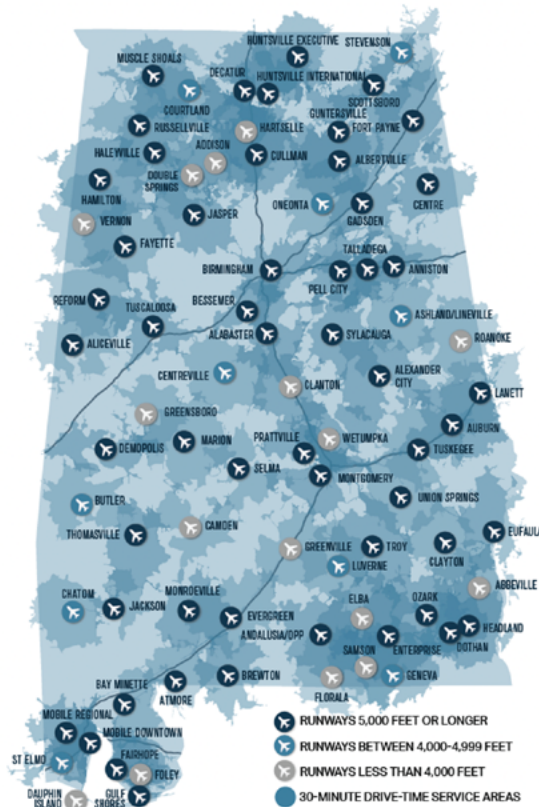 HUNTSVILLE EXECUTIVE
STEVENSON
MUSCLE SHOALS
DECATUR
HUNTSVILLE INTERNATIONAL
COURTLAND
SCOTTSBORO
GUNTERSVILLE
RUSSELLVILLE
HARTSELLE
FORT PAYNE
ADDISON
HALEYVILLE
CULLMAN
ALBERTVILLE
DOUBLE
SPRINGS
HAMILTON
CENTRE
ONEONTA
GADSDEN
VERNON
JASPER
FAYETTE
TALLADEGA
BIRMINGHAM
ANNISTON
PELL CITY
REFORM
BESSEMER
TUSCALOOSA
ASHLAND/LINEVILLE
ALABASTER
SYLACAUGA
ROANOKE
ALICEVILLE
CENTREVILLE
ALEXANDER
CITY
CLANTON
LANETT
GREENSBORO
AUBURN
PRATTVILLE
WETUMPKA
DEMOPOLIS
MARION
TUSKEGEE
SELMA
MONTGOMERY
BUTLER
UNION SPRINGS
THOMASVILLE
CAMDEN
EUFAULA
GREENVILLE
TROY
CLAYTON
LUVERNE
ABBEVILLE
CHATOM
JACKSON
MONROEVILLE
ELBA
OZARK
EVERGREEN
HEADLAND
ANDALUSIA/OPP
ENTERPRISE
DOTHAN
SAMSON
BREWTON
GENEVA
FLORALA
BAY MINETTE
ATMORE
MOBILE REGIONAL
MOBILE DOWNTOWN
ST ELMO
FAIRHOPE
FOLEY
DAUPHIN
ISLAND
GULF
SHORES
RUNWAYS 5,000 FEET OR LONGER
RUNWAYS BETWEEN 4,000-4,999 FEET
RUNWAYS LESS THAN 4,000 FEET
30-MINUTE DRIVE-TIME SERVICE AREAS